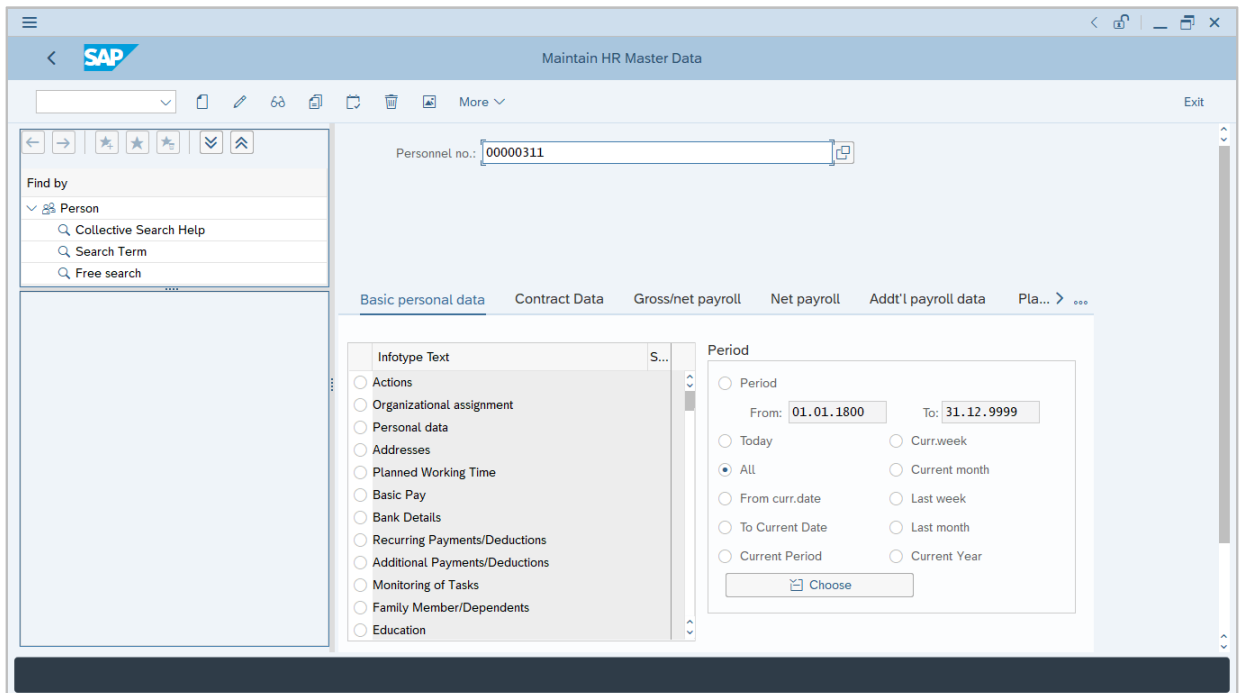 SAP
Maintain HR Master Data
More
Exit
Personnel no.: 00000311
Find by
Person
Collective Search Help
Search Term
Free search
Basic personal data Contract Data Gross/net payroll Net payroll Addt'l payroll data Pla...
Infotype Text S...
Actions
Organizational assignment
Personal data
Addresses
Planned Working Time
Basic Pay
Bank Details
Recurring Payments/Deductions
Additional Payments/Deductions
Monitoring of Tasks
Family Member/Dependents
Education
Period
Period
From: 01.01.1800 To: 31.12.9999
Today Curr.week
All Current month
From curr.date Last week
To Current Date Last month
Current Period Current Year
Choose